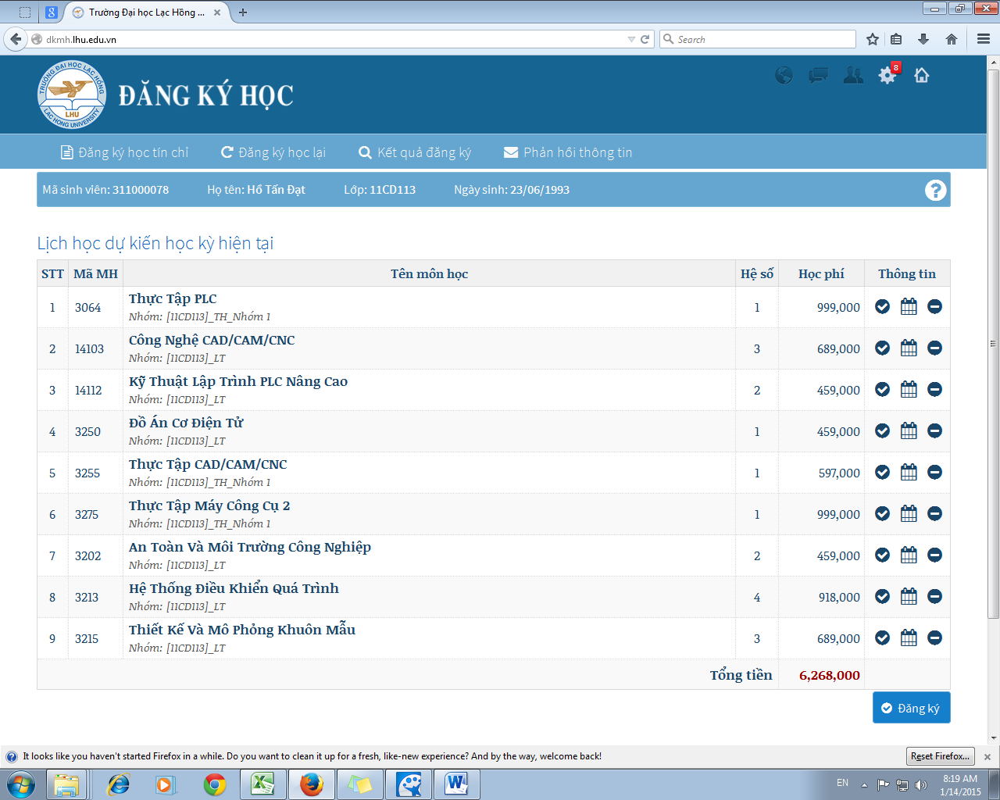 Trường Đại học Lạc Hồng ...
dkmh.lhu.edu.vn
Search
TRƯỜNG ĐẠI HỌC LẠC HỒNG
LHU
LAC HONG UNIVERSITY
ĐĂNG KÝ HỌC
8
Đăng ký học tín chỉ Đăng ký học lại Kết quả đăng ký Phản hồi thông tin
Mã sinh viên: 311000078 Họ tên: Hồ Tấn Đạt Lớp: 11CD113 Ngày sinh: 23/06/1993
Lịch học dự kiến học kỳ hiện tại
STT Mã MH Tên môn học Hệ số Học phí Thông tin
1 3064 Thực Tập PLC 1 999,000
Nhóm: [11CD113]_TH_Nhóm 1
2 14103 Công Nghệ CAD/CAM/CNC 3 689,000
Nhóm: [11CD113]_LT
3 14112 Kỹ Thuật Lập Trình PLC Nâng Cao 2 459,000
Nhóm: [11CD113]_LT
4 3250 Đồ Án Cơ Điện Tử 1 459,000
Nhóm: [11CD113]_LT
5 3255 Thực Tập CAD/CAM/CNC 1 597,000
Nhóm: [11CD113]_TH_Nhóm 1
6 3275 Thực Tập Máy Công Cụ 2 1 999,000
Nhóm: [11CD113]_TH_Nhóm 1
7 3202 An Toàn Và Môi Trường Công Nghiệp 2 459,000
Nhóm: [11CD113]_LT
8 3213 Hệ Thống Điều Khiển Quá Trình 4 918,000
Nhóm: [11CD113]_LT
9 3215 Thiết Kế Và Mô Phỏng Khuôn Mẫu 3 689,000
Nhóm: [11CD113]_LT
Tổng tiền 6,268,000
Đăng ký
It looks like you haven't started Firefox in a while. Do you want to clean it up for a fresh, like-new experience? And by the way, welcome back! Reset Firefox...
EN 8:19 AM
1/14/2015